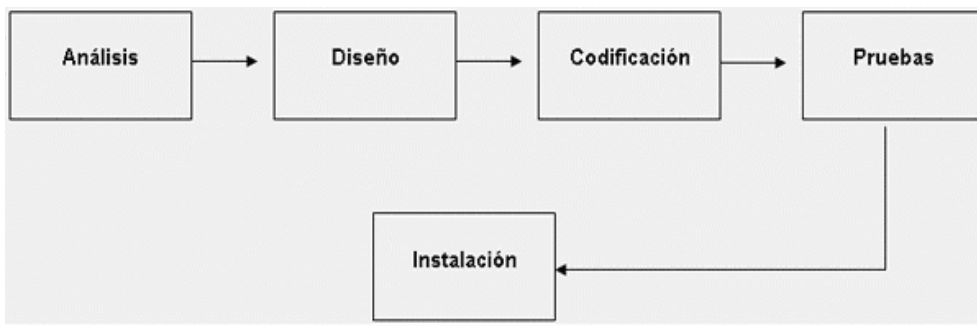 Análisis
Diseño
Codificación
Pruebas
Instalación